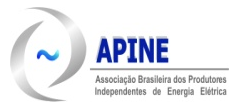 APINE
Associação Brasileira dos Produtores
Independentes de Energia Elétrica